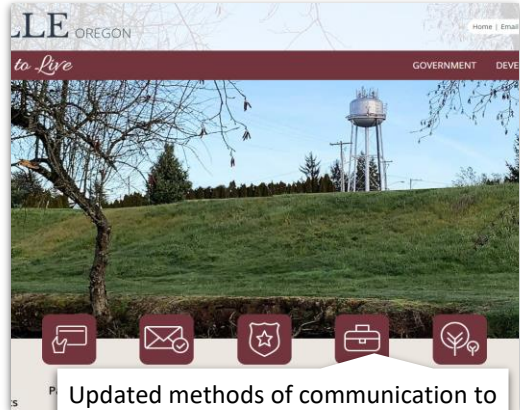 LLE OREGON
Home | Email
to Live
GOVERNMENT DEVE
Updated methods of communication to